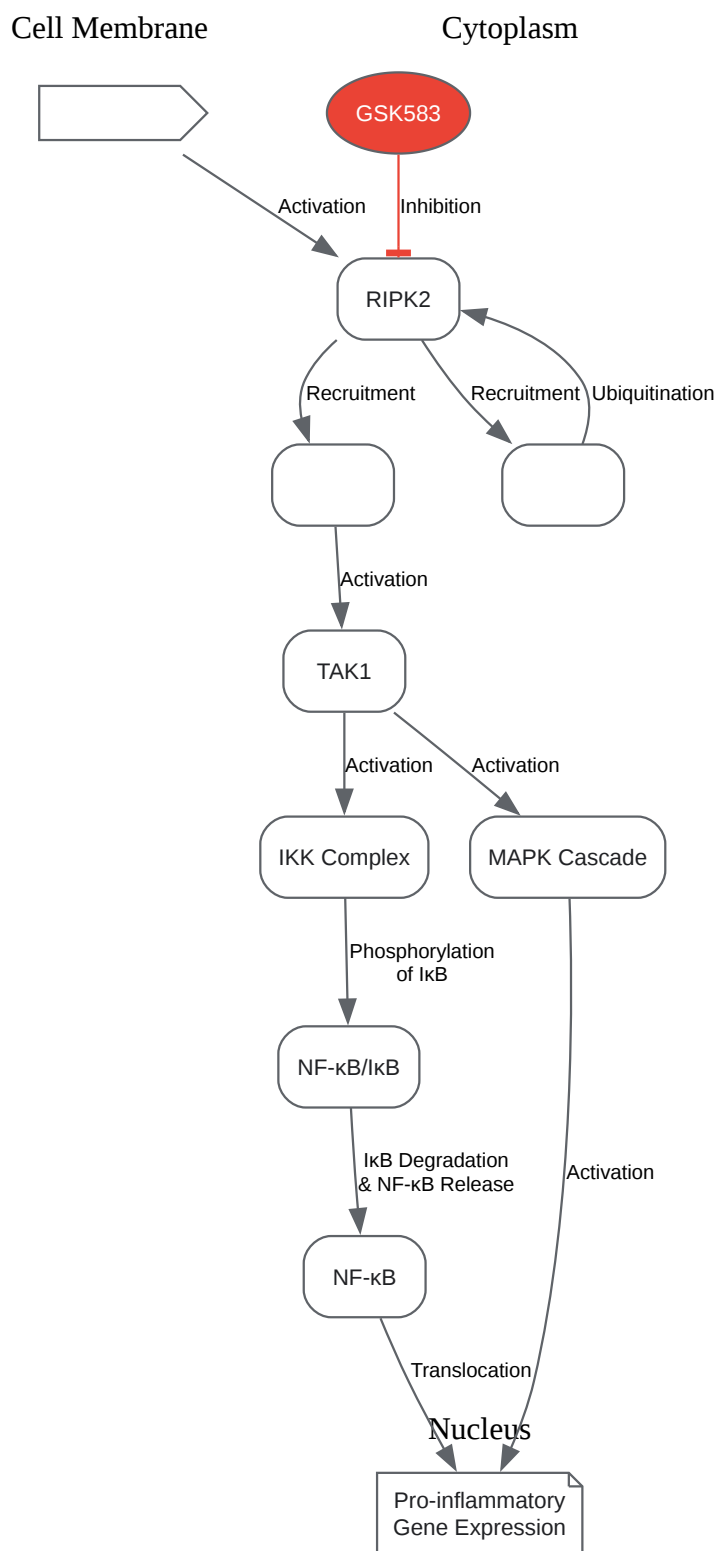 Cell Membrane
Cytoplasm
GSK583
Activation
Inhibition
RIPK2
Recruitment
Recruitment
Ubiquitination
Activation
TAK1
Activation
Activation
IKK Complex
MAPK Cascade
Phosphorylation
of IκB
NF-κB/IκB
IκB Degradation
& NF-κB Release
Activation
NF-κB
Translocation
Nucleus
Pro-inflammatory
Gene Expression